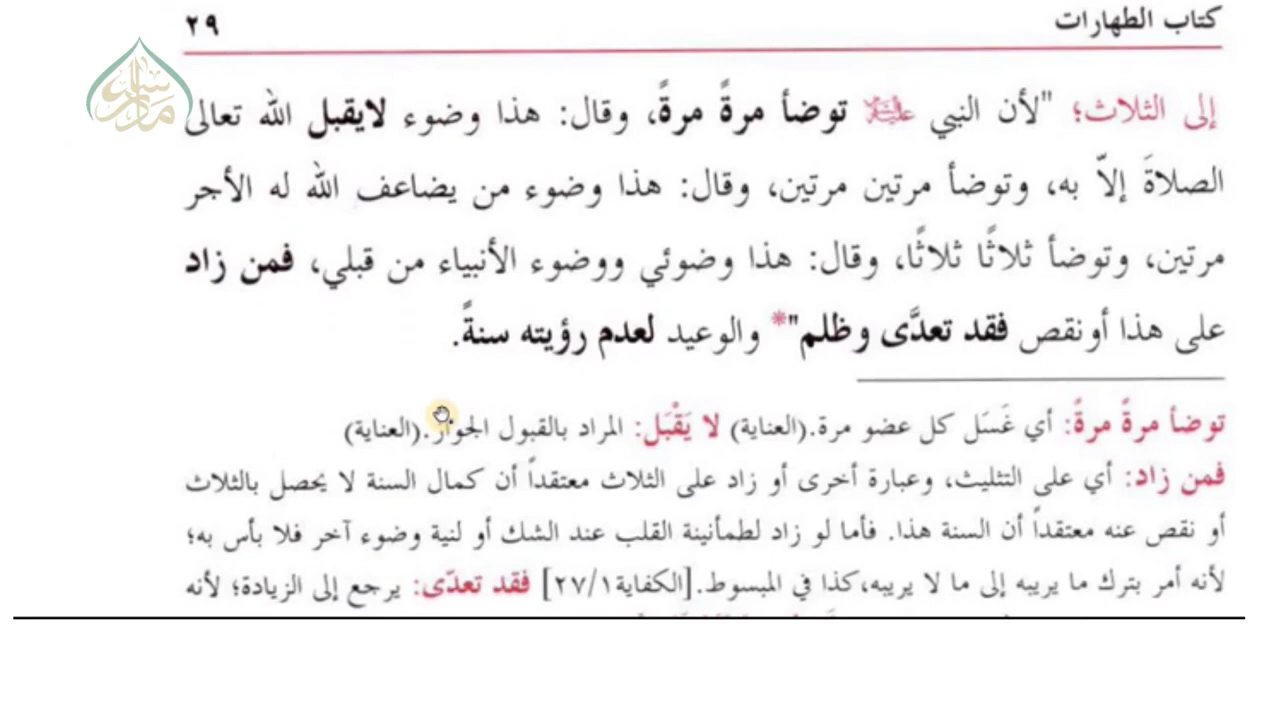 كتاب الطهارات ٢٩
إلى الثلاث؛ "لأن النبي عليه السلام توضأ مرةً مرةً، وقال: هذا وضوء لايقبل الله تعالى
الصلاةَ إلاّ به، وتوضأ مرتين مرتين، وقال: هذا وضوء من يضاعف الله له الأجر
مرتين، وتوضأ ثلاثًا ثلاثًا، وقال: هذا وضوئي ووضوء الأنبياء من قبلي، فمن زاد
على هذا أونقص فقد تعدَّى وظلم"* والوعيد لعدم رؤيته سنةً.
توضأ مرةً مرةً: أي غَسَل كل عضو مرة.(العناية) لا يَقْبَل: المراد بالقبول الجواز.(العناية)
فمن زاد: أي على التثليث، وعبارة أخرى أو زاد على الثلاث معتقداً أن كمال السنة لا يحصل بالثلاث
أو نقص عنه معتقداً أن السنة هذا. فأما لو زاد لطمأنينة القلب عند الشك أو لنية وضوء آخر فلا بأس به؛
لأنه أمر بترك ما يريبه إلى ما لا يريبه،كذا في المبسوط.[الكفاية٢٧/١] فقد تعدّى: يرجع إلى الزيادة؛ لأنه